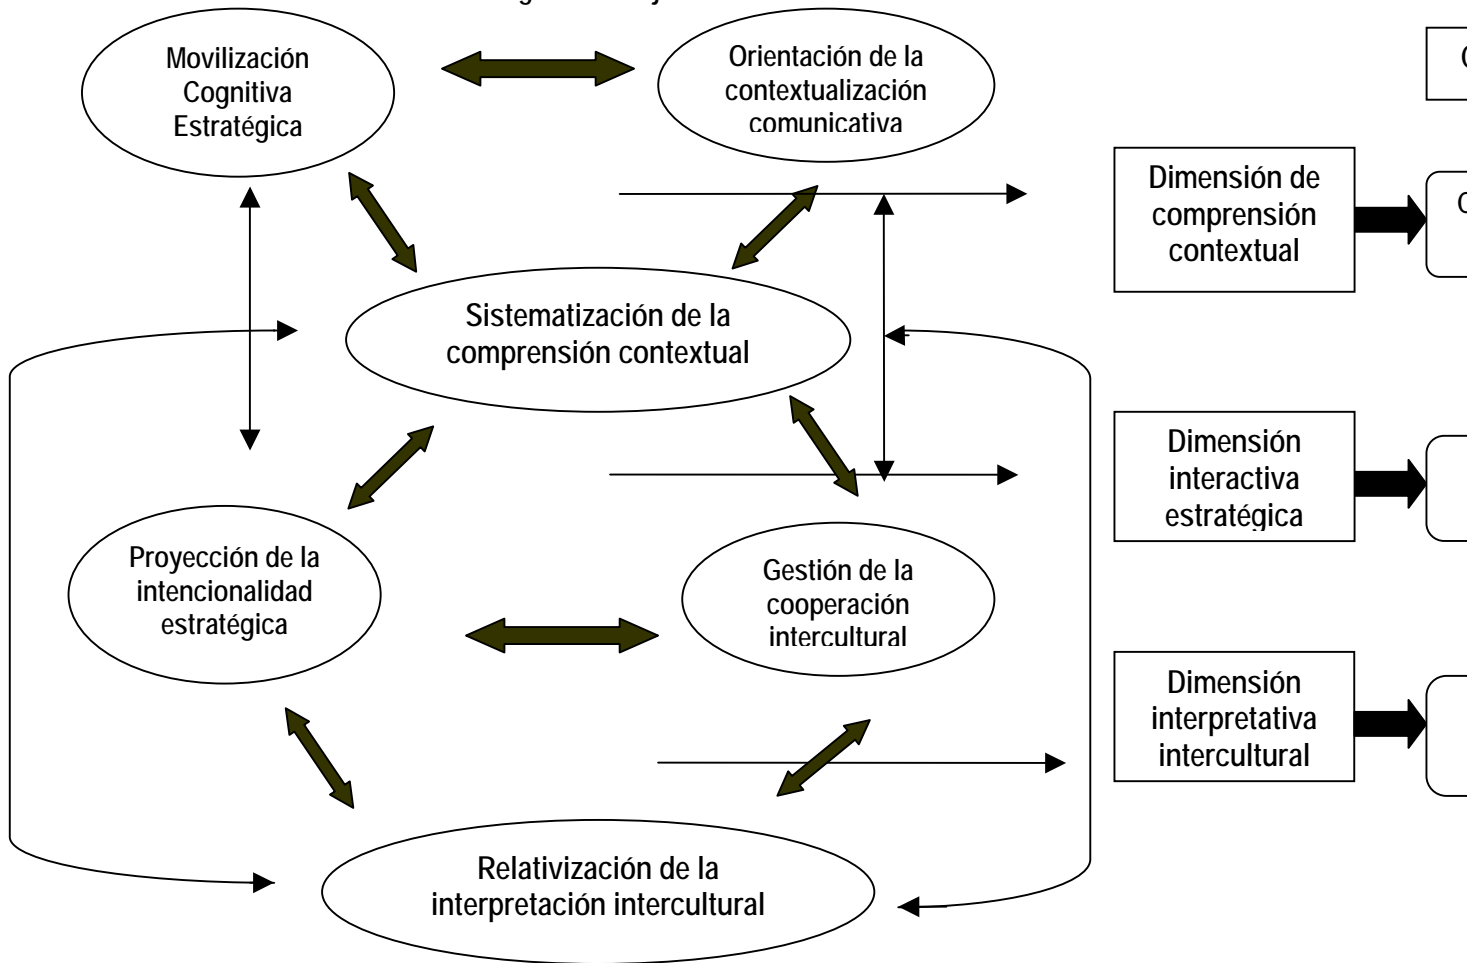 Movilización
Cognitiva
Estratégica
Orientación de la
contextualización
comunicativa
Dimensión de
comprensión
contextual
Sistematización de la
comprensión contextual
Dimensión
interactiva
estratégica
Proyección de la
intencionalidad
estratégica
Gestión de la
cooperación
intercultural
Dimensión
interpretativa
intercultural
Relativización de la
interpretación intercultural